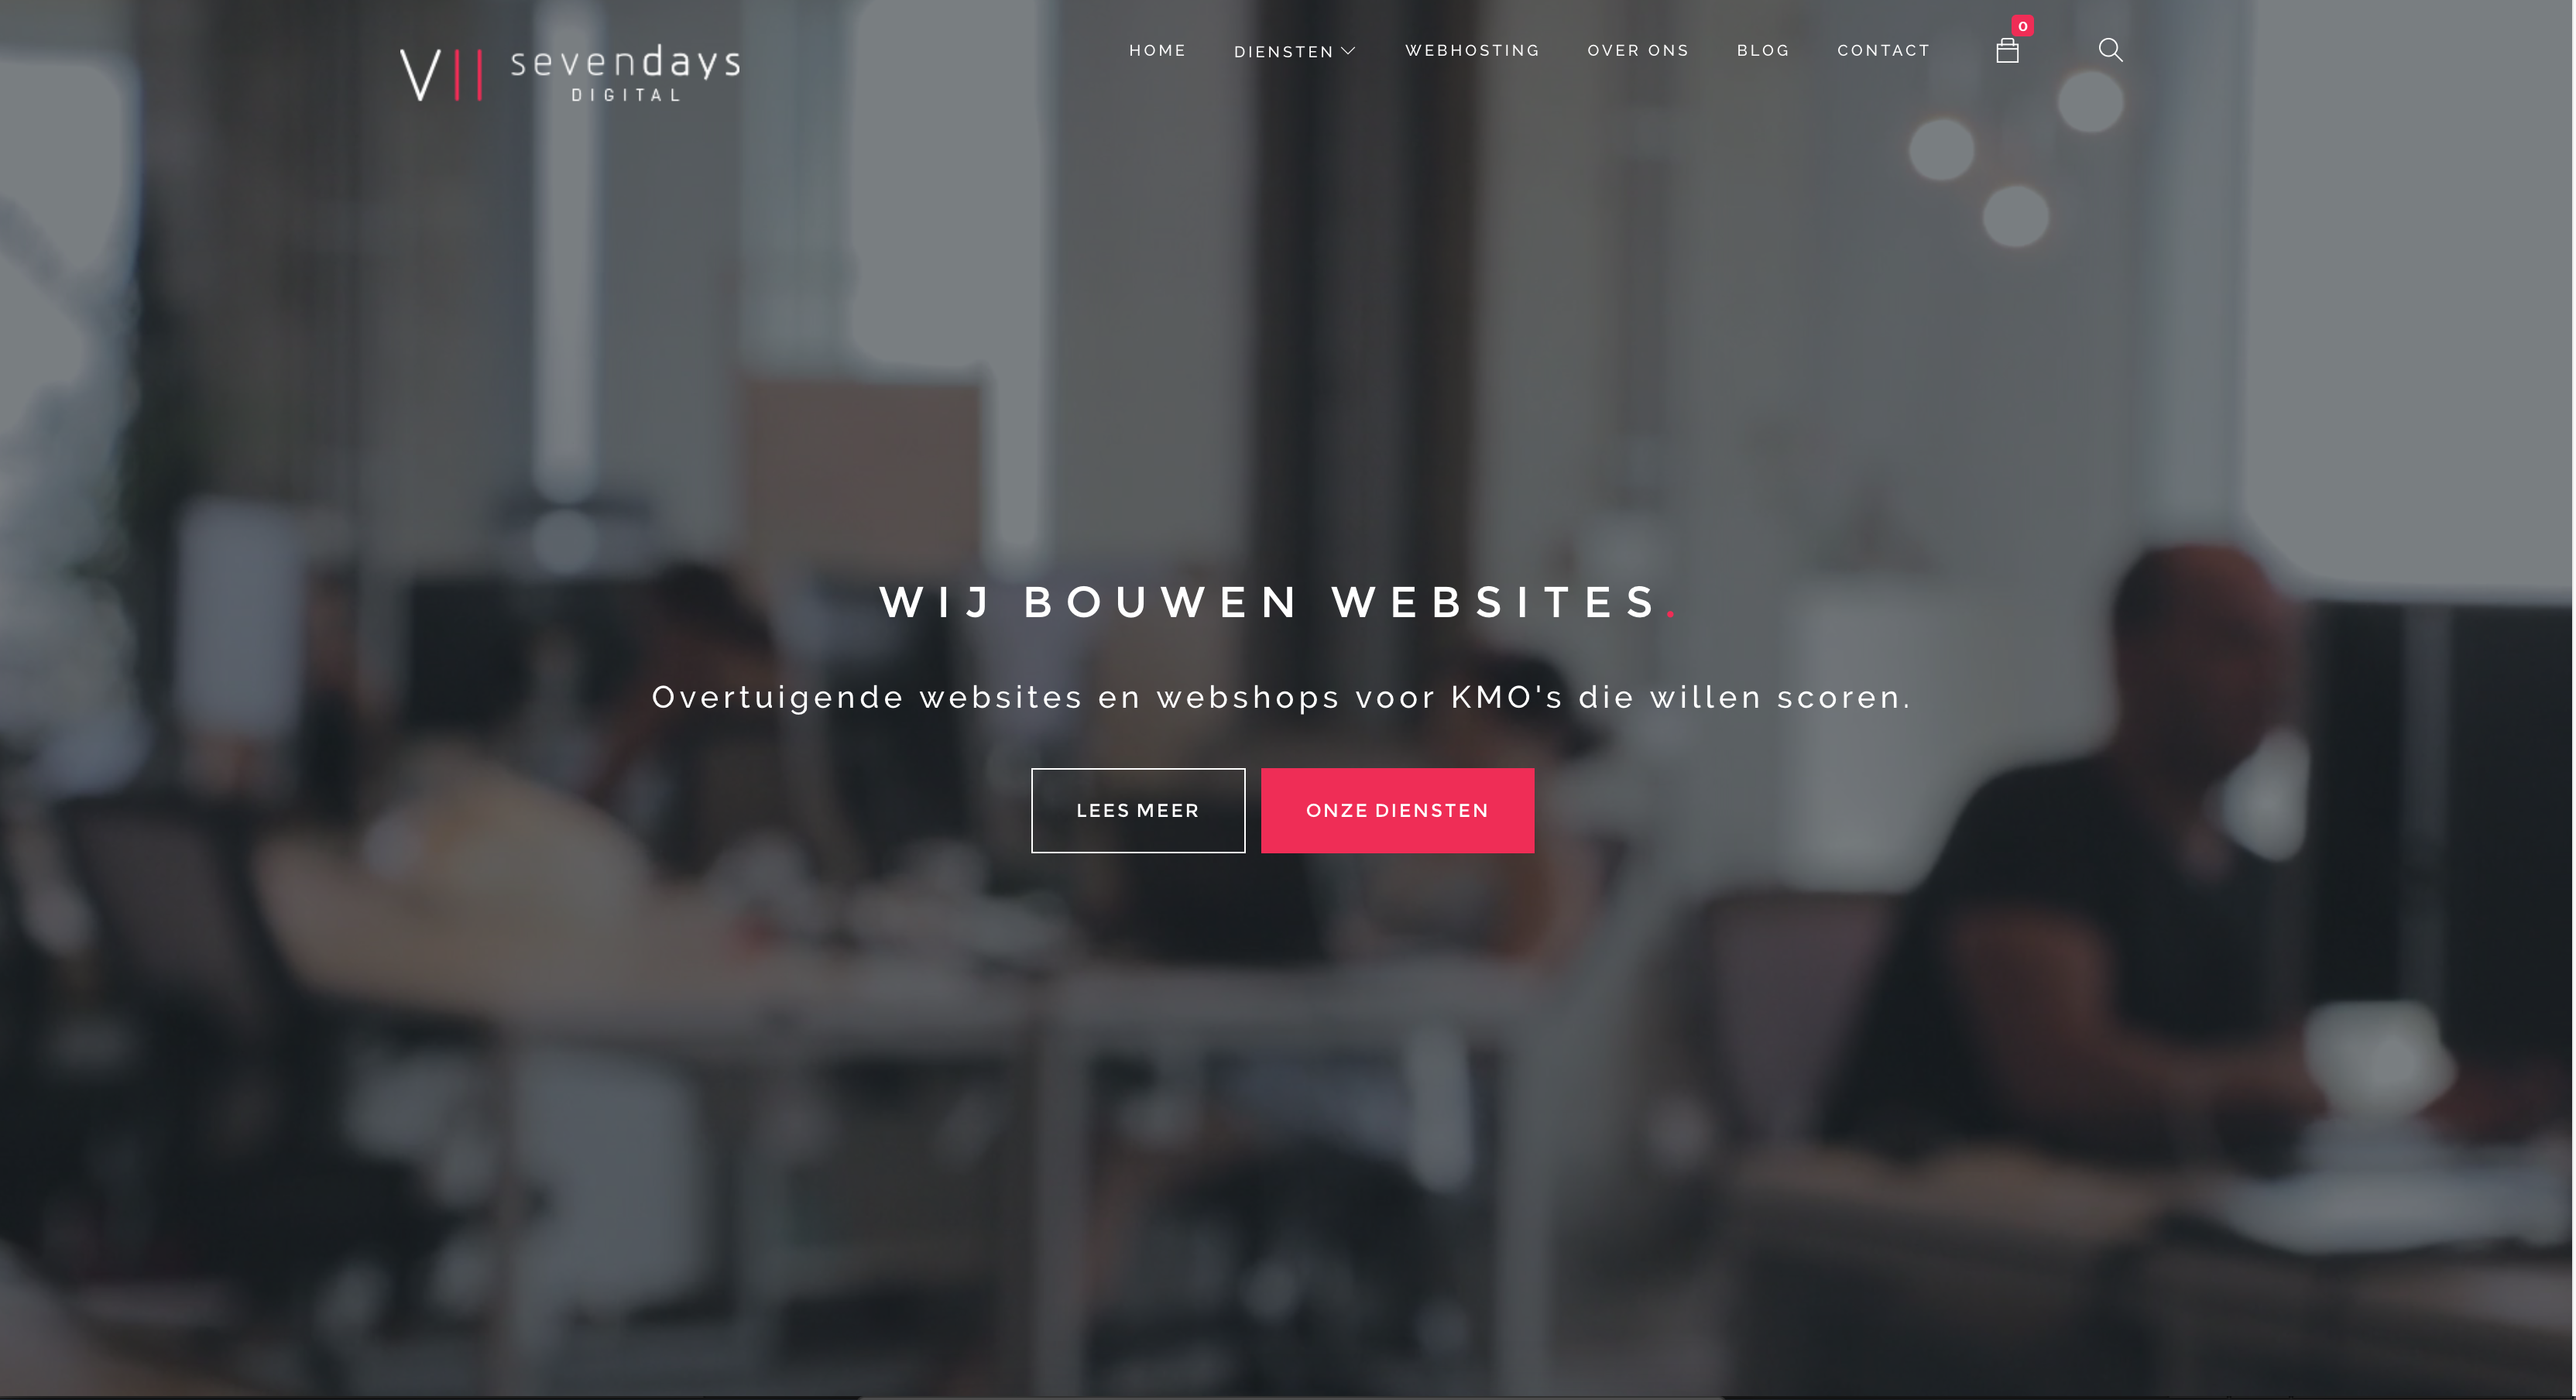 VII sevendays
DIGITAL
HOME DIENSTEN WEBHOSTING OVER ONS BLOG CONTACT 0
WIJ BOUWEN WEBSITES.
Overtuigende websites en webshops voor KMO's die willen scoren.
LEES MEER ONZE DIENSTEN